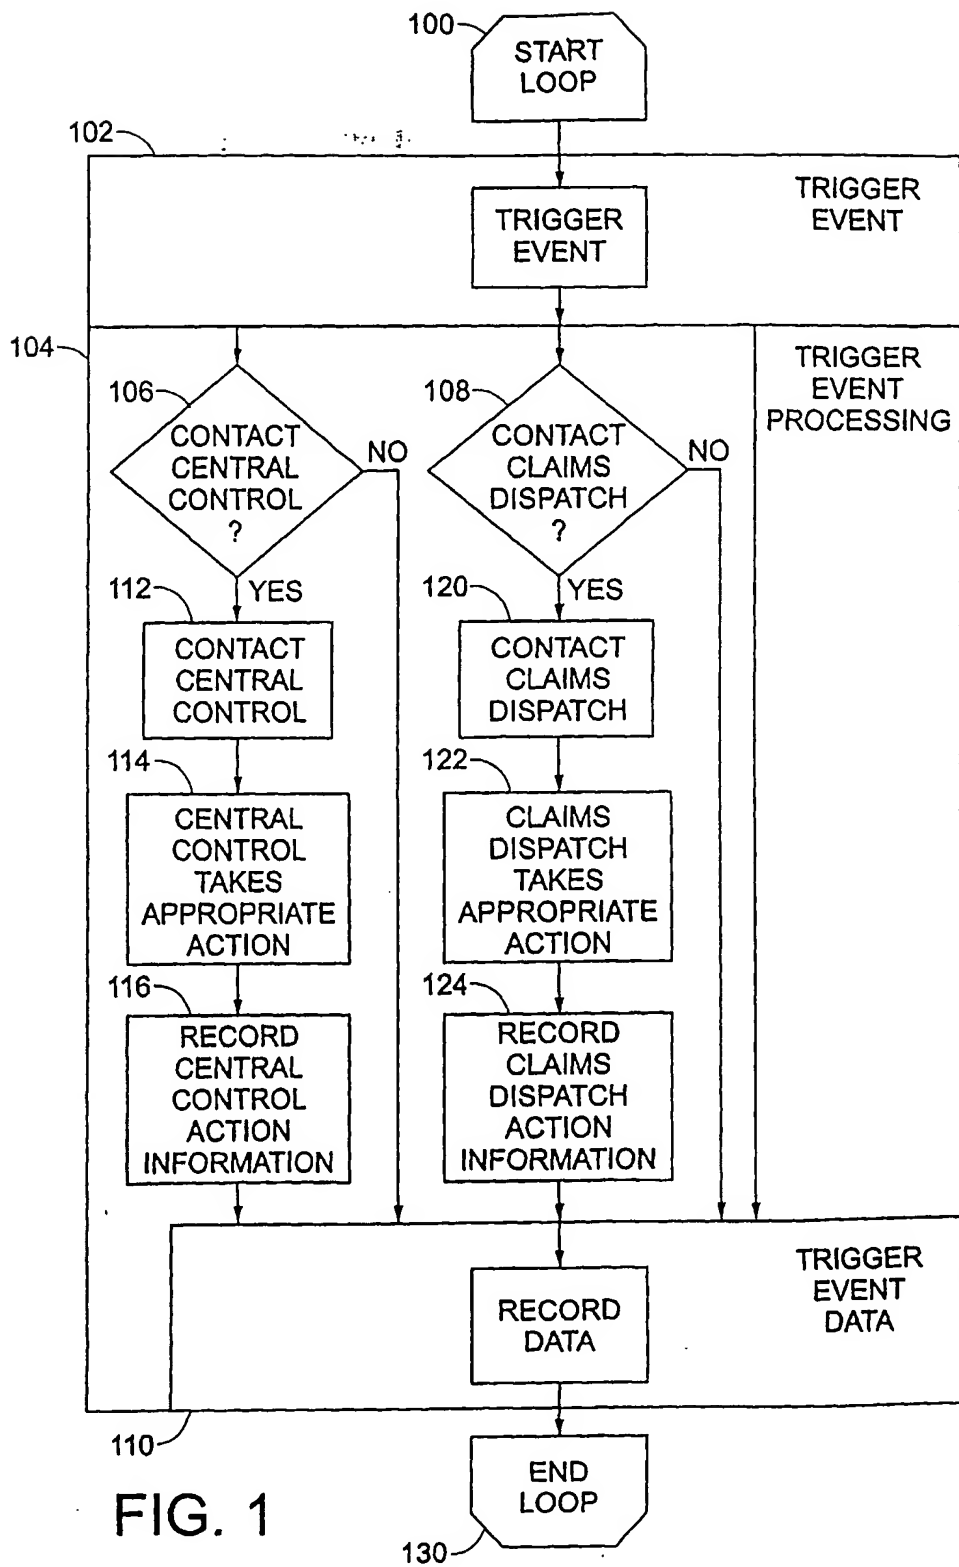 100
START
LOOP
102
TRIGGER
EVENT
TRIGGER
EVENT
104
TRIGGER
EVENT
PROCESSING
106
CONTACT
CENTRAL
CONTROL
?
NO
YES
108
CONTACT
CLAIMS
DISPATCH
?
NO
YES
112
CONTACT
CENTRAL
CONTROL
120
CONTACT
CLAIMS
DISPATCH
114
CENTRAL
CONTROL
TAKES
APPROPRIATE
ACTION
122
CLAIMS
DISPATCH
TAKES
APPROPRIATE
ACTION
116
RECORD
CENTRAL
CONTROL
ACTION
INFORMATION
124
RECORD
CLAIMS
DISPATCH
ACTION
INFORMATION
TRIGGER
EVENT
DATA
RECORD
DATA
110
END
LOOP
130
FIG. 1